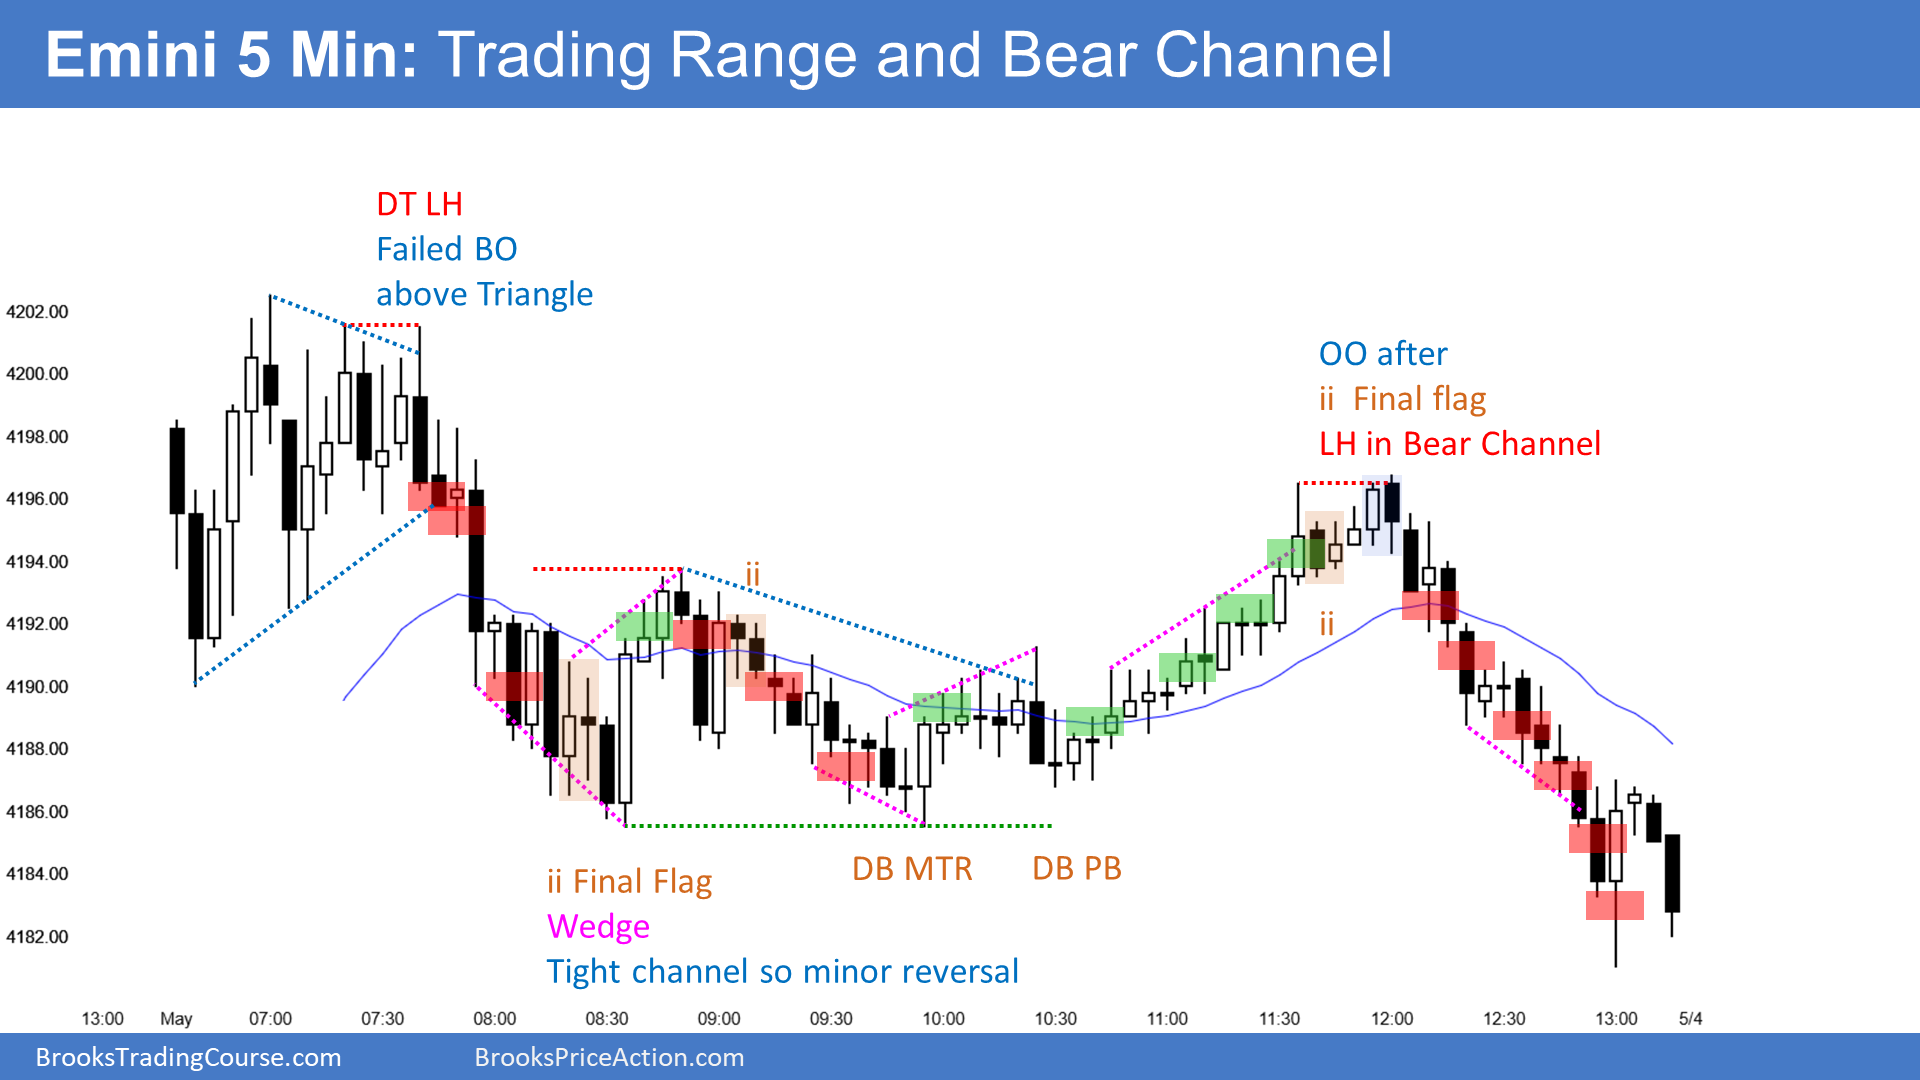 Emini 5 Min: Trading Range and Bear Channel
DT LH
Failed BO
above Triangle
4202.00
4200.00
4198.00
4196.00
4194.00
4192.00
4190.00
4188.00
4186.00
4184.00
4182.00
OO after
ii Final flag
LH in Bear Channel
ii
ii
DB MTR
DB PB
ii Final Flag
Wedge
Tight channel so minor reversal
13:00 May 07:00 07:30 08:00 08:30 09:00 09:30 10:00 10:30 11:00 11:30 12:00 12:30 13:00 5/4
BrooksTradingCourse.com BrooksPriceAction.com